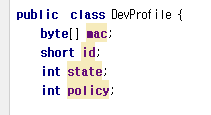 public class DevProfile {
byte[] mac;
short id;
int state;
int policy;